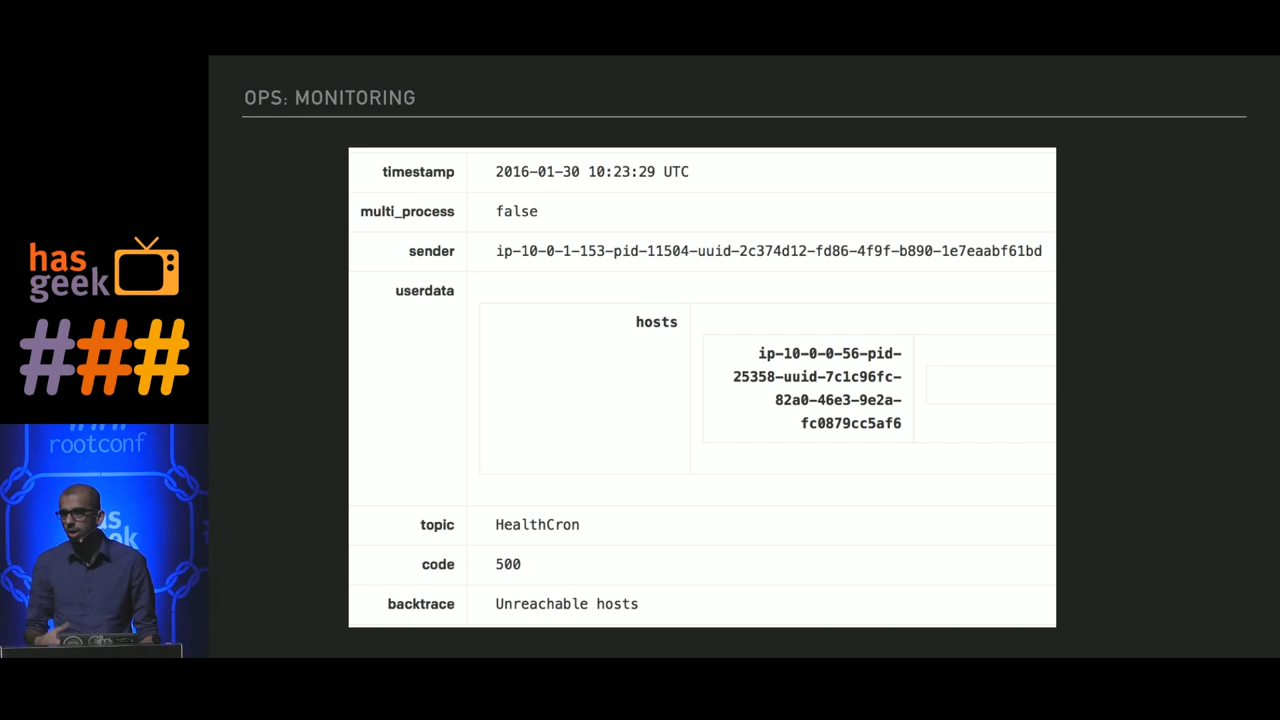 OPS: MONITORING
timestamp 2016-01-30 10:23:29 UTC
multi_process false
sender ip-10-0-1-153-pid-11504-uuid-2c374d12-fd86-4f9f-b890-1e7eaabf61bd
userdata
hosts
ip-10-0-0-56-pid-
25358-uuid-7c1c96fc-
82a0-46e3-9e2a-
fc0879cc5af6
topic HealthCron
code 500
backtrace Unreachable hosts
has
geek
###
rootconf
as
ek